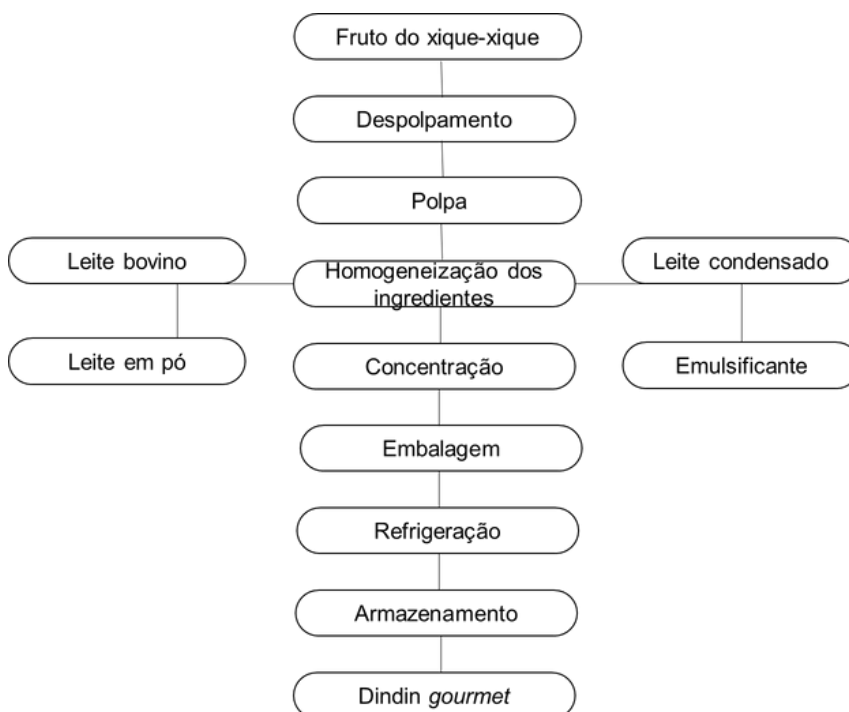 Fruto do xique-xique
Despolpamento
Polpa
Leite bovino
Homogeneização dos
ingredientes
Leite condensado
Leite em pó
Concentração
Emulsificante
Embalagem
Refrigeração
Armazenamento
Dindin gourmet